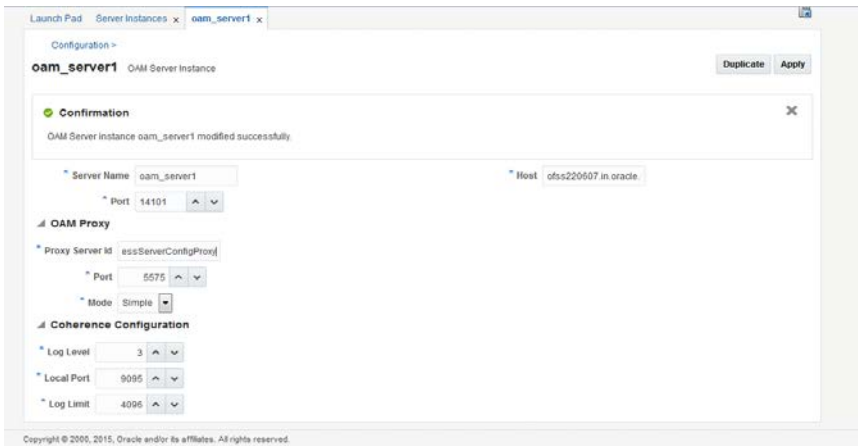 Launch Pad Server Instances x oam_server1 x
Configuration >
oam_server1 OAM Server Instance Duplicate Apply
Confirmation
OAM Server instance oam_server1 modified successfully.
* Server Name oam_server1 * Host ofss220607.in.oracle.
* Port 14101
OAM Proxy
* Proxy Server Id essServerConfigProxy
* Port 5575
* Mode Simple
Coherence Configuration
* Log Level 3
* Local Port 9095
* Log Limit 4096
Copyright © 2000, 2015, Oracle and/or its affiliates. All rights reserved.